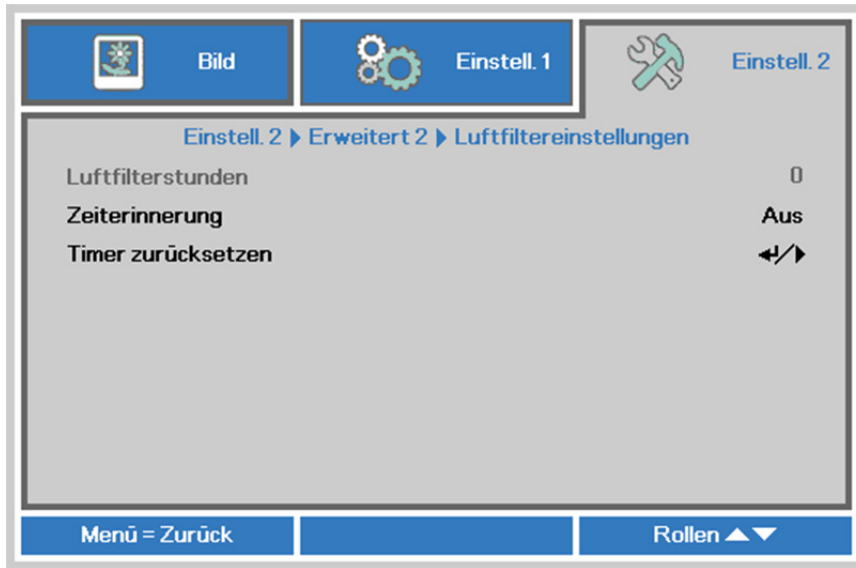 Bild
Einstell. 1
Einstell. 2
Einstell. 2 Erweitert 2 Luftfiltereinstellungen
Luftfilterstunden 0
Zeiterinnerung Aus
Timer zurücksetzen ↵/▶
Menü = Zurück
Rollen ▲▼